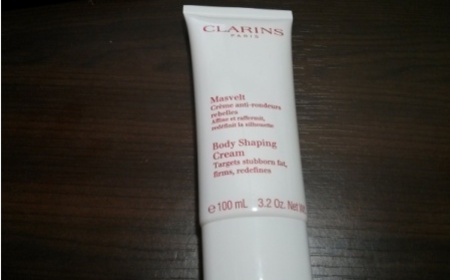 CLARINS
PARIS
Masvelt
Crème anti-rondeurs
rebelles
Affine et raffermit,
redéfinit la silhouette
Body Shaping
Cream
Targets stubborn fat,
firms, redefines
℮ 100 mL 3.2 Oz. Net